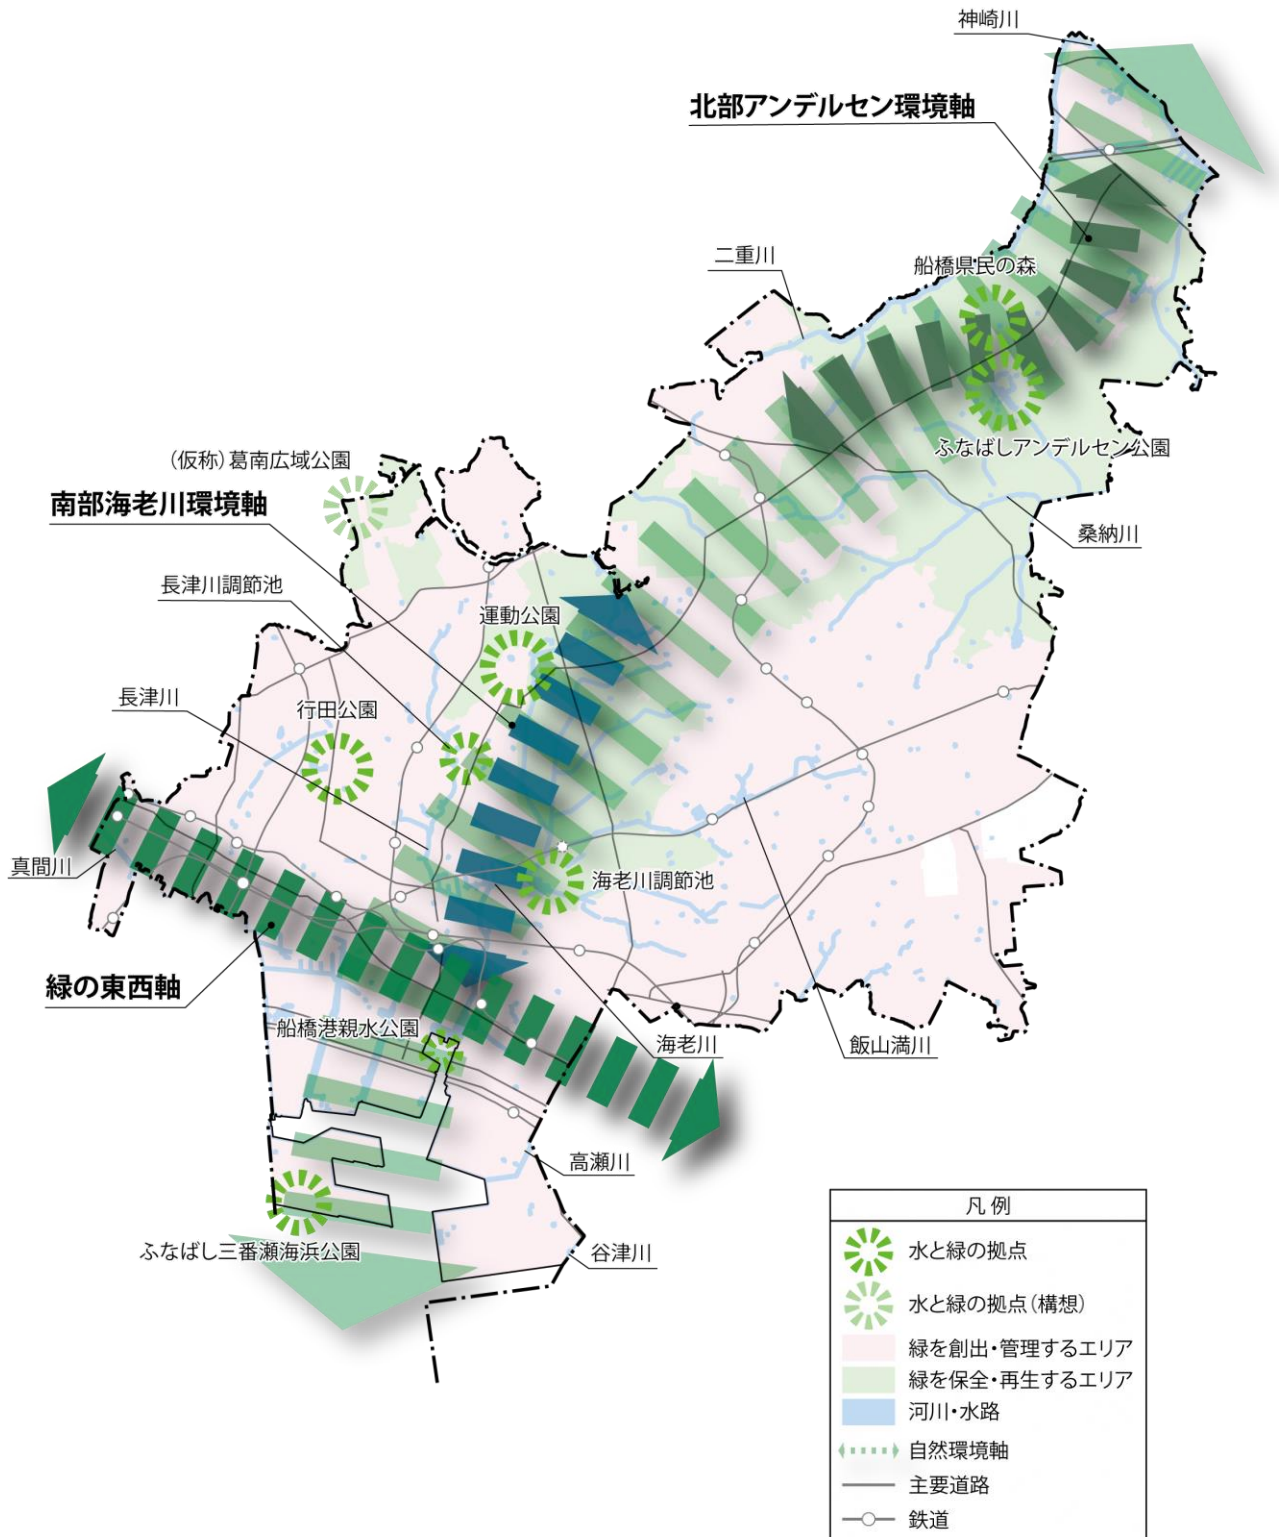 神崎川
北部アンデルセン環境軸
二重川
船橋県民の森
ふなばしアンデルセン公園
(仮称)葛南広域公園
南部海老川環境軸
桑納川
長津川調節池
運動公園
長津川
行田公園
真間川
海老川調節池
緑の東西軸
船橋港親水公園
海老川
飯山満川
高瀬川
ふなばし三番瀬海浜公園
谷津川
凡例
水と緑の拠点
水と緑の拠点(構想)
緑を創出・管理するエリア
緑を保全・再生するエリア
河川・水路
自然環境軸
主要道路
鉄道